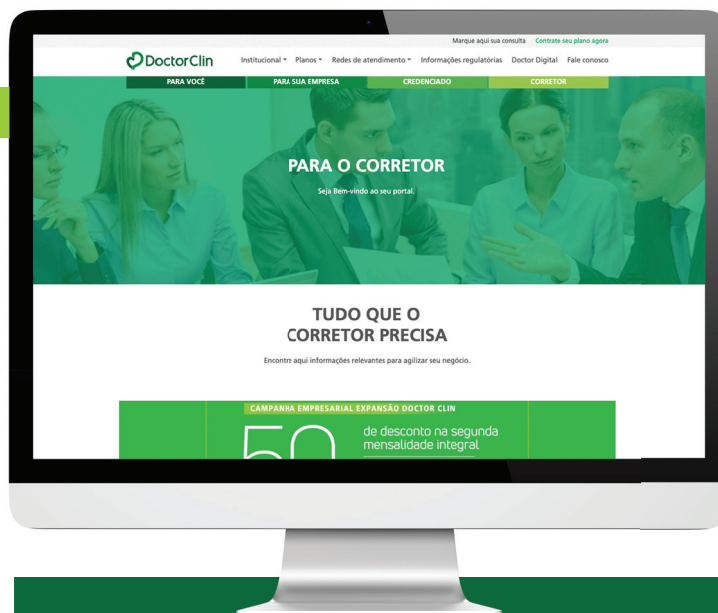 Marque aqui sua consulta Contrate seu plano agora
DoctorClin
Institucional Planos Redes de atendimento Informações regulatórias Doctor Digital Fale conosco
PARA VOCÊ PARA SUA EMPRESA CREDENCIADO CORRETOR
PARA O CORRETOR
Seja Bem-vindo ao seu portal.
TUDO QUE O
CORRETOR PRECISA
Encontre aqui informações relevantes para agilizar seu negócio.
CAMPANHA EMPRESARIAL EXPANSÃO DOCTOR CLIN
50
de desconto na segunda
mensalidade integral